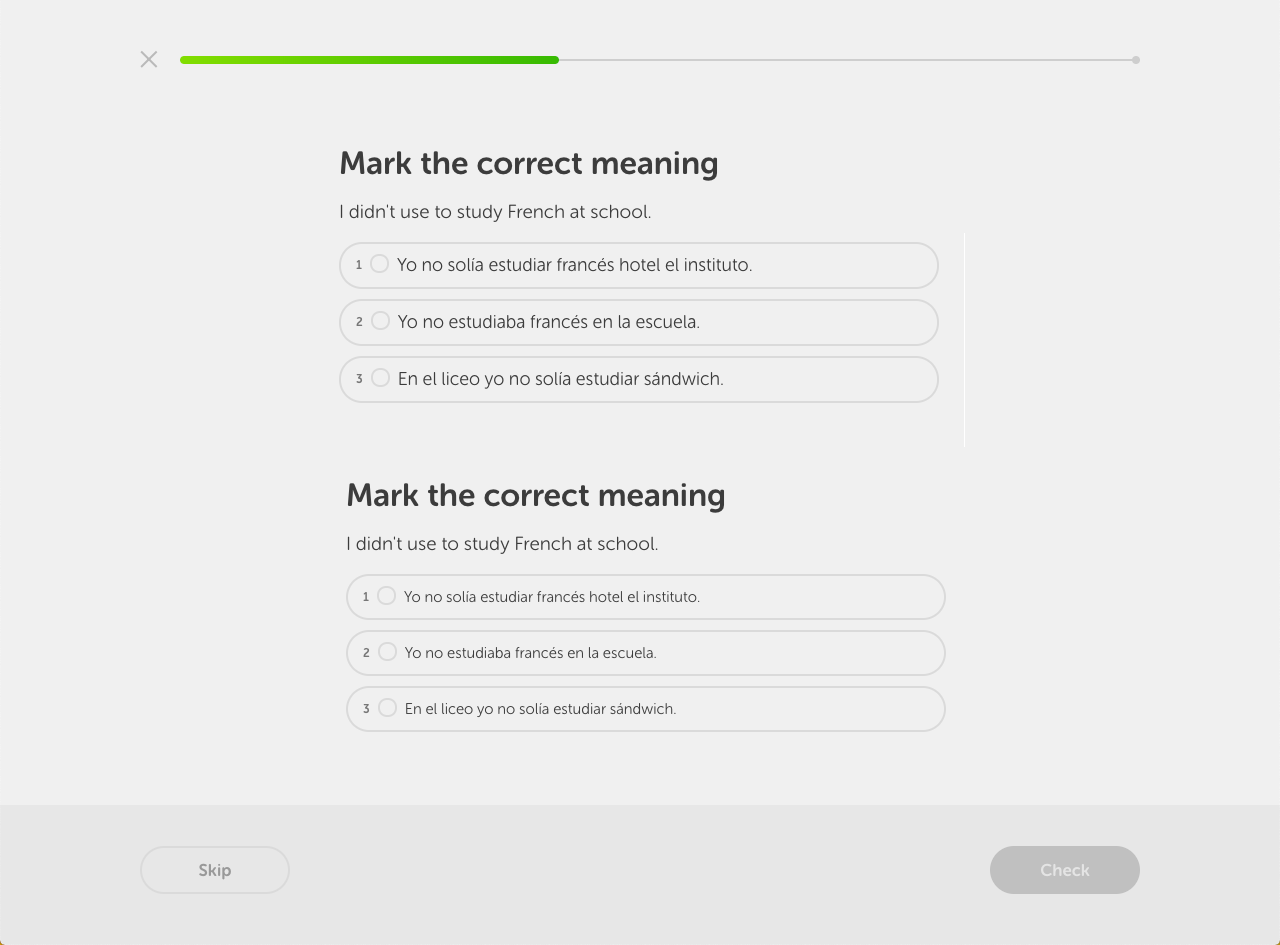 Mark the correct meaning
I didn't use to study French at school.
1 Yo no solía estudiar francés hotel el instituto.
2 Yo no estudiaba francés en la escuela.
3 En el liceo yo no solía estudiar sándwich.
Mark the correct meaning
I didn't use to study French at school.
1 Yo no solía estudiar francés hotel el instituto.
2 Yo no estudiaba francés en la escuela.
3 En el liceo yo no solía estudiar sándwich.
Skip
Check